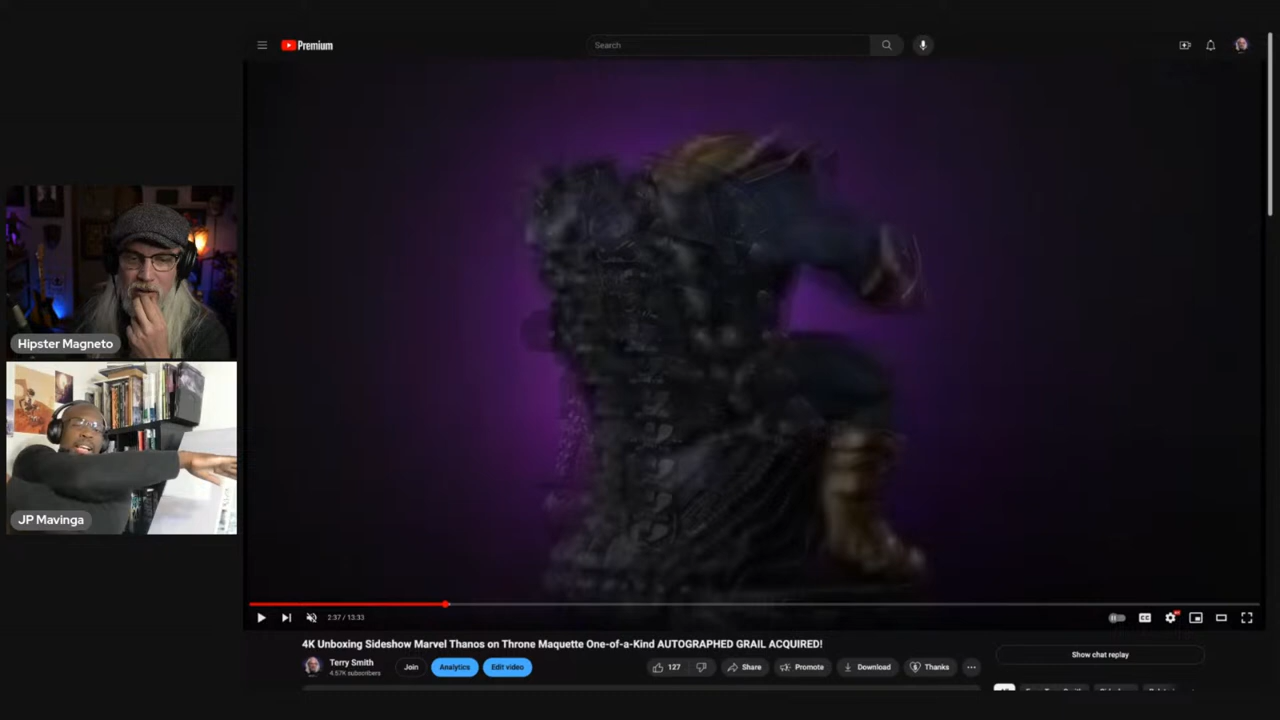 Premium
Search
Hipster Magneto
JP Mavinga
2:37 / 13:33
CC
4K Unboxing Sideshow Marvel Thanos on Throne Maquette One-of-a-Kind AUTOGRAPHED GRAIL ACQUIRED!
Terry Smith
4.57K subscribers
Join
Analytics
Edit video
127
Share
Promote
Download
Thanks
Show chat replay